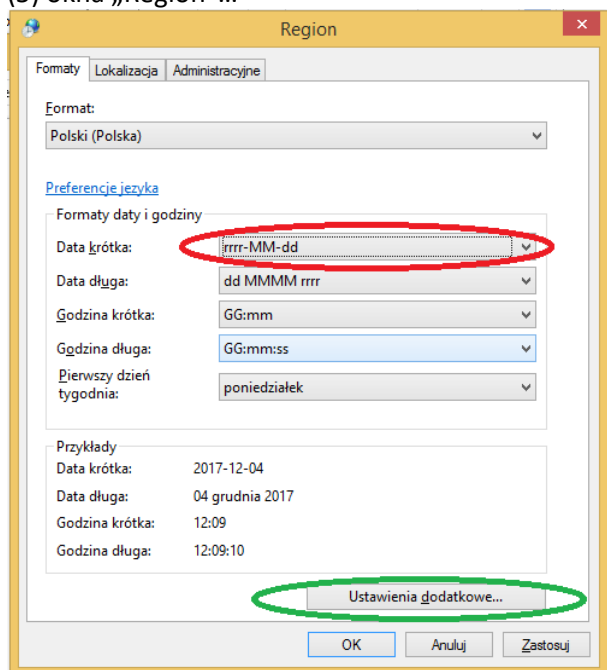 (3) okna „Region”...
Region
Formaty Lokalizacja Administracyjne
Format:
Polski (Polska)
Preferencje języka
Formaty daty i godziny
Data krótka: rrrr-MM-dd
Data długa: dd MMMM rrrr
Godzina krótka: GG:mm
Godzina długa: GG:mm:ss
Pierwszy dzień
tygodnia: poniedziałek
Przykłady
Data krótka: 2017-12-04
Data długa: 04 grudnia 2017
Godzina krótka: 12:09
Godzina długa: 12:09:10
Ustawienia dodatkowe...
OK Anuluj Zastosuj